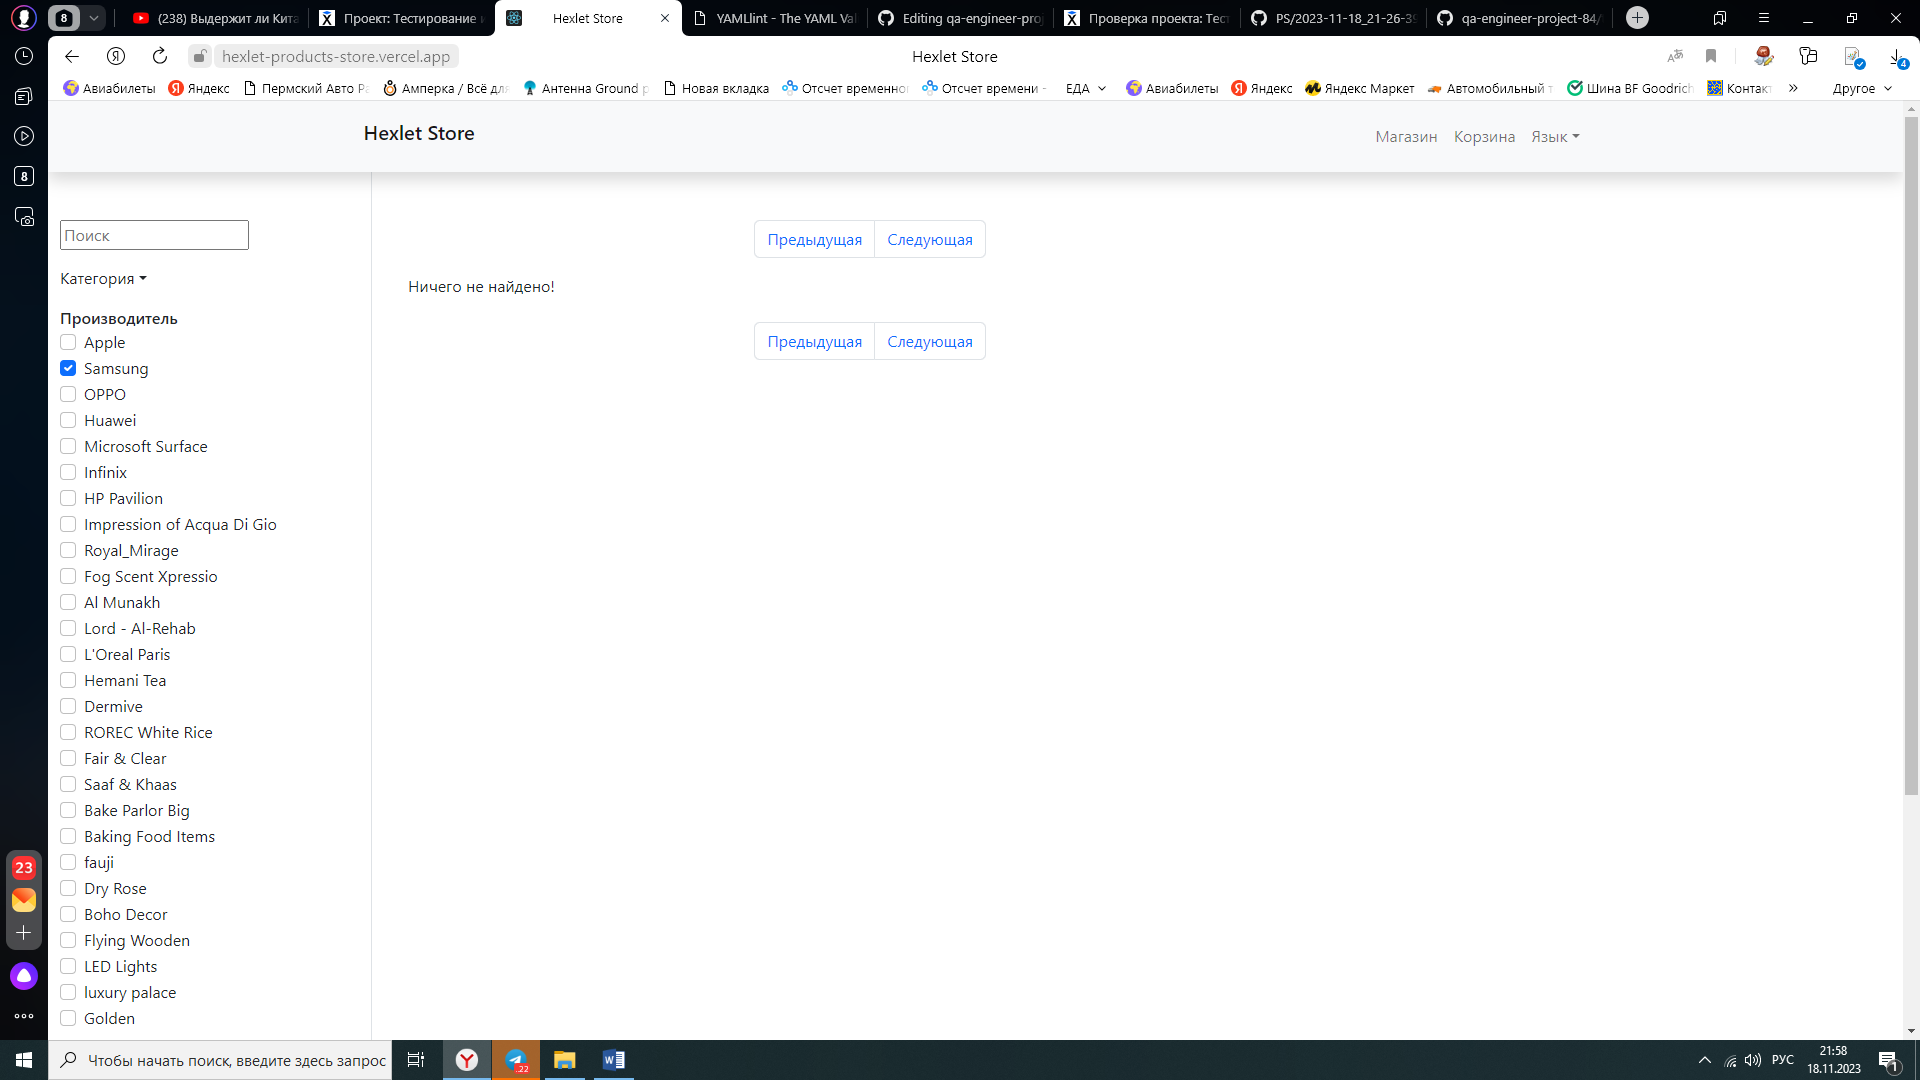 8
(238) Выдержит ли Кита
Проект: Тестирование и
Hexlet Store
YAMLlint - The YAML Val
Editing qa-engineer-proj
Проверка проекта: Тест
PS/2023-11-18_21-26-39
qa-engineer-project-84/
hexlet-products-store.vercel.app
Hexlet Store
4
Авиабилеты
Яндекс
Пермский Авто Ра
Амперка / Всё для
Антенна Ground p
Новая вкладка
Отсчет временно
Отсчет времени -
ЕДА
Авиабилеты
Яндекс
Яндекс Маркет
Автомобильный т
Шина BF Goodrich
Контакт
»
Другое
Hexlet Store
Магазин
Корзина
Язык
8
Поиск
Предыдущая
Следующая
Категория
Ничего не найдено!
Производитель
Предыдущая
Следующая
Apple
Samsung
OPPO
Huawei
Microsoft Surface
Infinix
HP Pavilion
Impression of Acqua Di Gio
Royal_Mirage
Fog Scent Xpressio
Al Munakh
Lord - Al-Rehab
L'Oreal Paris
Hemani Tea
Dermive
ROREC White Rice
Fair & Clear
Saaf & Khaas
Bake Parlor Big
Baking Food Items
fauji
Dry Rose
Boho Decor
Flying Wooden
LED Lights
luxury palace
Golden
23
Чтобы начать поиск, введите здесь запрос
22
РУС
21:58
18.11.2023
1